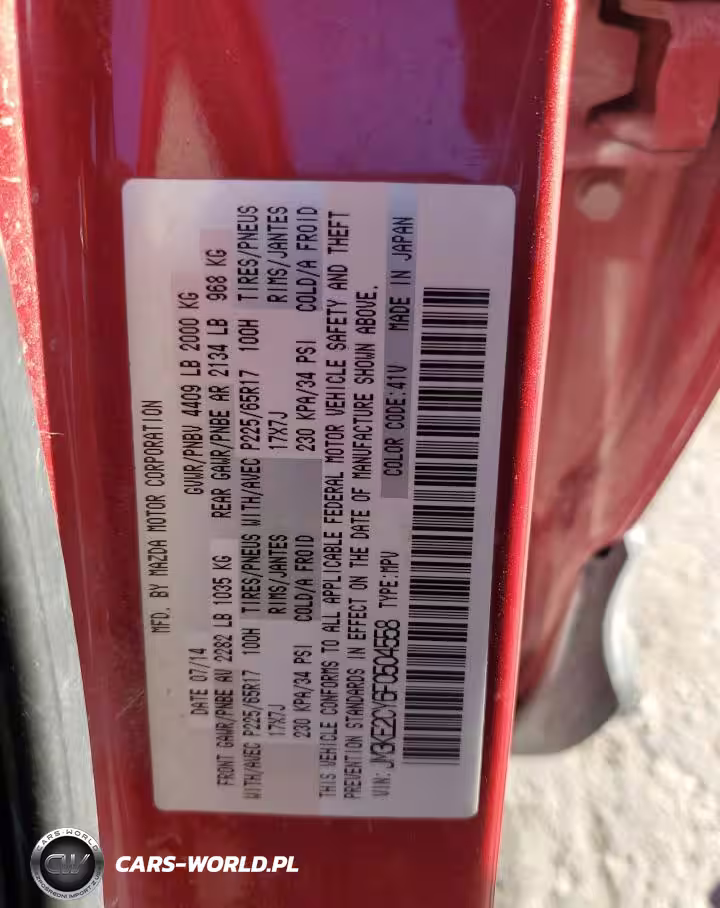 MFD. BY MAZDA MOTOR CORPORATION
DATE 07/14 GVWR/PNBV 4409 LB 2000 KG
FRONT GAWR/PNBE AV 2282 LB 1035 KG REAR GAWR/PNBE AR 2134 LB 968 KG
WITH/AVEC P225/65R17 100H TIRES/PNEUS WITH/AVEC P225/65R17 100H TIRES/PNEUS
17X7J RIMS/JANTES 17X7J RIMS/JANTES
230 KPA/34 PSI COLD/A FROID 230 KPA/34 PSI COLD/A FROID
THIS VEHICLE CONFORMS TO ALL APPLICABLE FEDERAL MOTOR VEHICLE SAFETY AND THEFT
PREVENTION STANDARDS IN EFFECT ON THE DATE OF MANUFACTURE SHOWN ABOVE.
VIN: JM3KE2CY6F0504558 TYPE:MPV COLOR CODE:41V MADE IN JAPAN
CARS-WORLD
CW
CARS-WORLD.PL